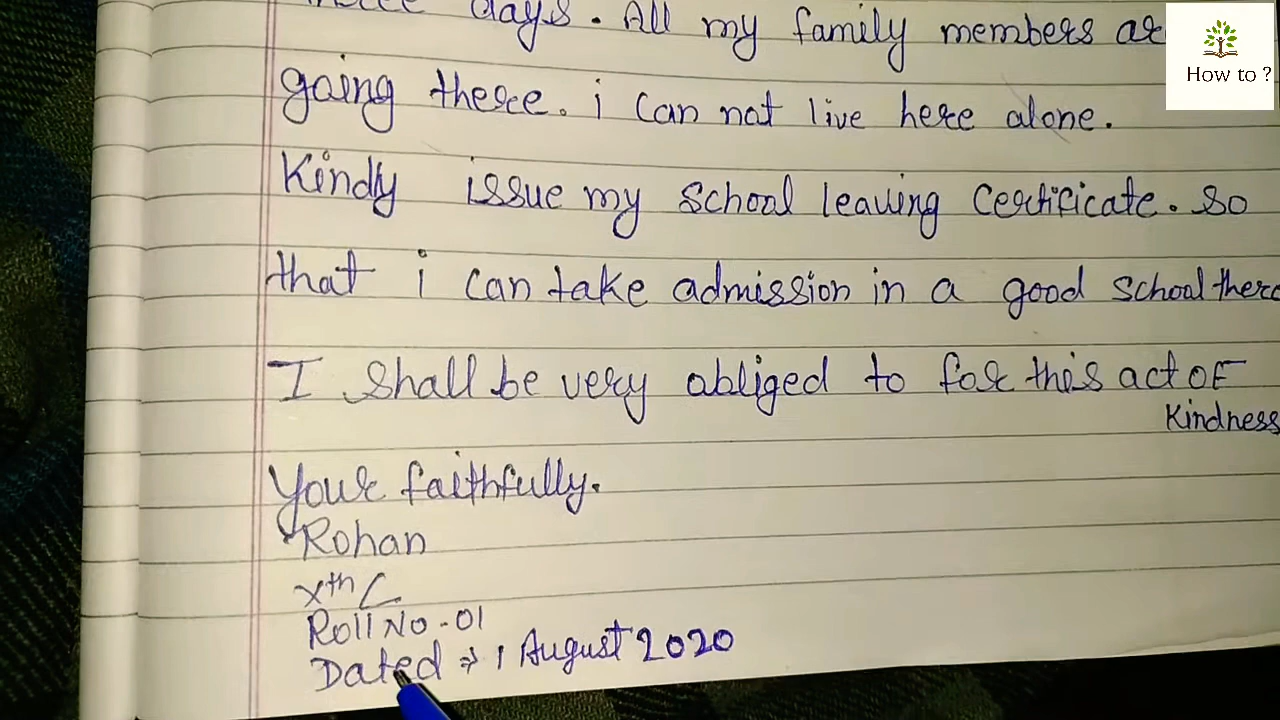 days. All my family members
How to ?
going there. i can not live here alone.
Kindly issue my school leaving Certificate. so
that i can take admission in a good school there
I shall be very obliged to for this act of
Kindness
Your faithfully.
Rohan
Xth C
Roll No - 01
Dated ⇒ 1 August 2020